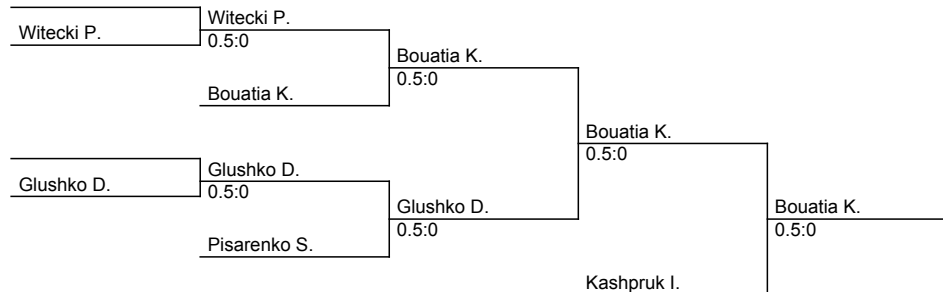 Witecki P.
Witecki P.
0.5:0
Bouatia K.
Bouatia K.
0.5:0
Glushko D.
Glushko D.
0.5:0
Pisarenko S.
Glushko D.
0.5:0
Bouatia K.
0.5:0
Kashpruk I.
Bouatia K.
0.5:0